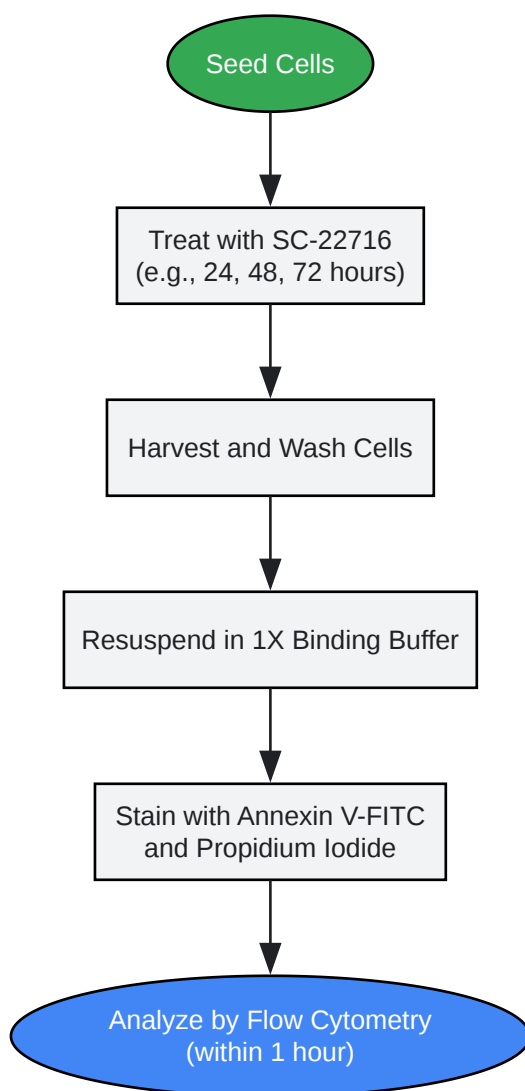 Seed Cells
Treat with SC-22716
(e.g., 24, 48, 72 hours)
Harvest and Wash Cells
Resuspend in 1X Binding Buffer
Stain with Annexin V-FITC
and Propidium Iodide
Analyze by Flow Cytometry
(within 1 hour)